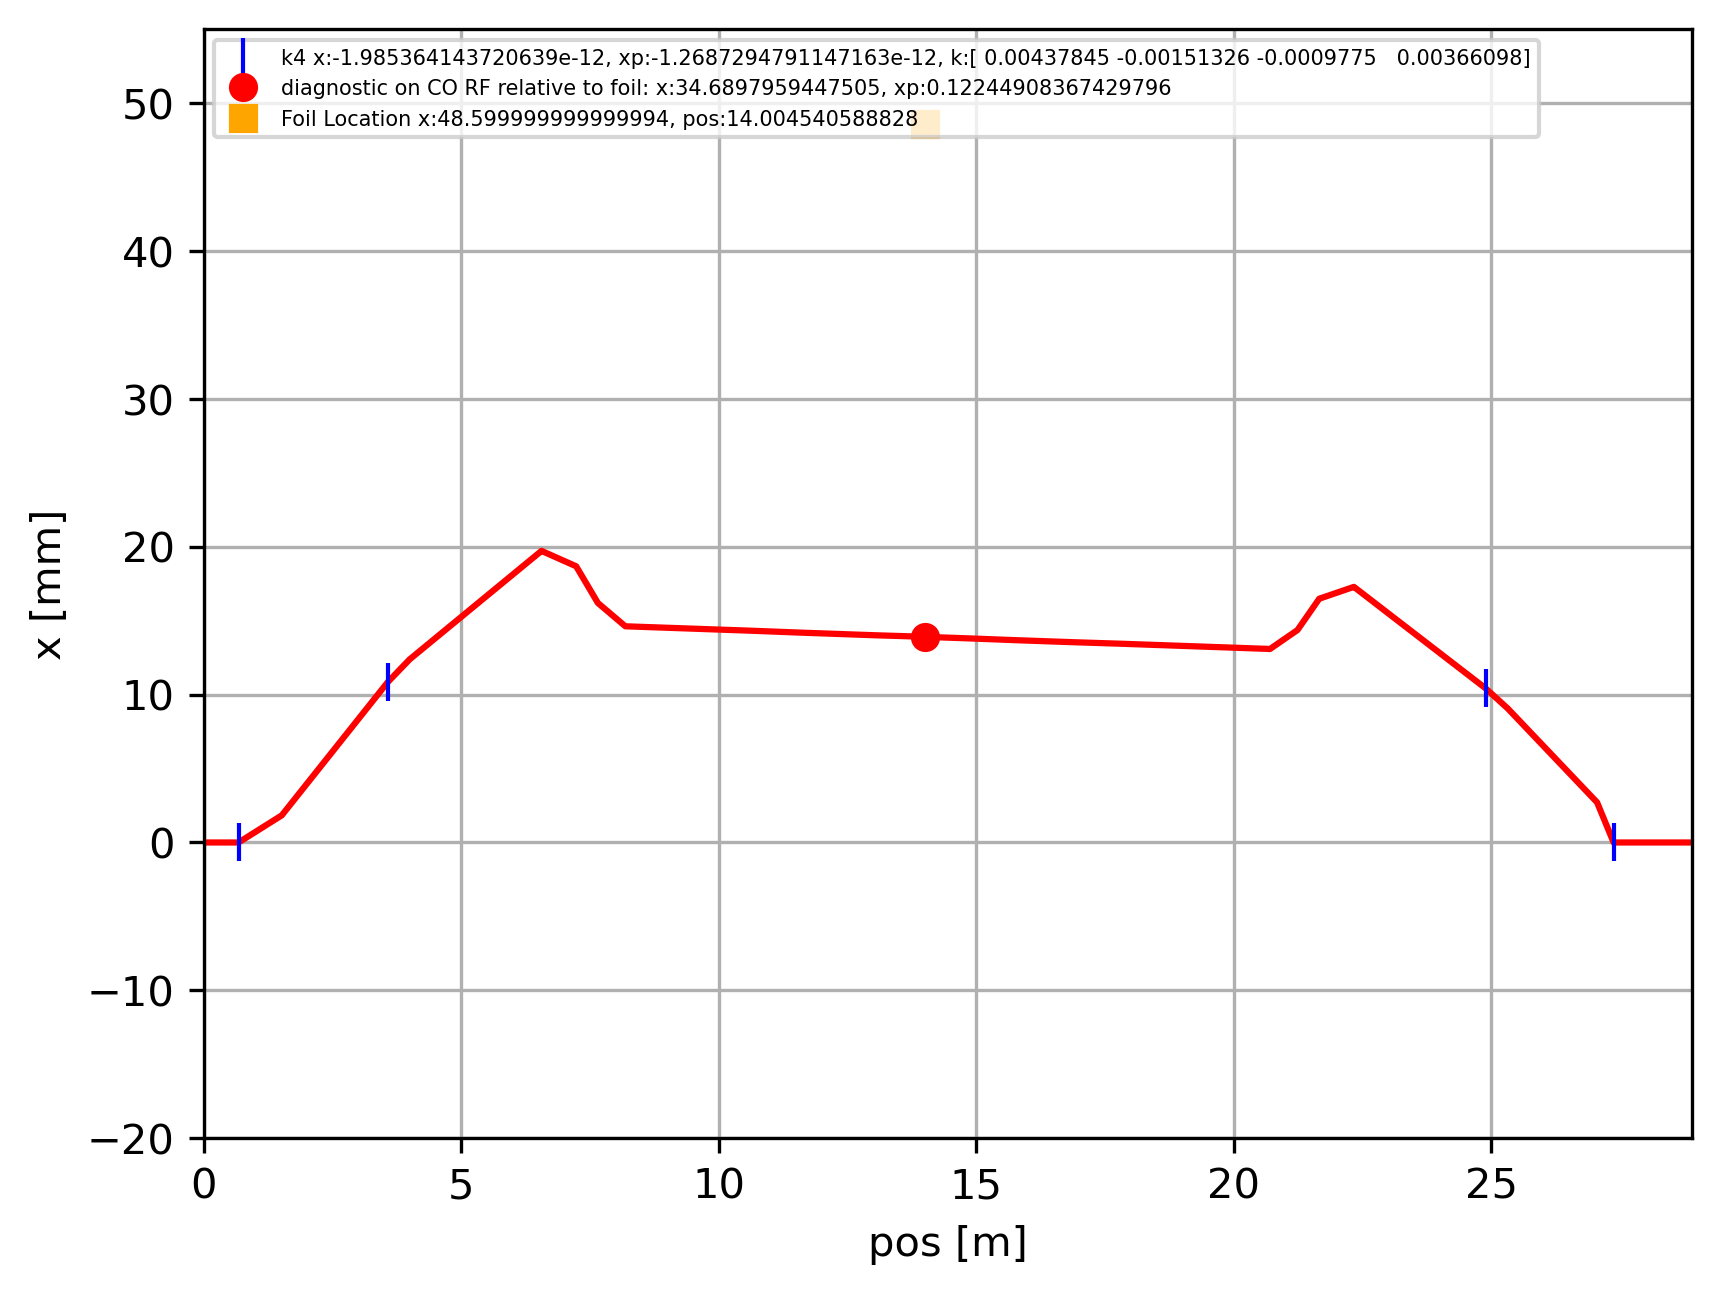 k4 x:-1.985364143720639e-12, xp:-1.2687294791147163e-12, k:[ 0.00437845 -0.00151326 -0.0009775   0.00366098]
diagnostic on CO RF relative to foil: x:34.6897959447505, xp:0.12244908367429796
Foil Location x:48.599999999999994, pos:14.004540588828
50
40
30
20
10
0
−10
−20
x [mm]
0 5 10 15 20 25
pos [m]